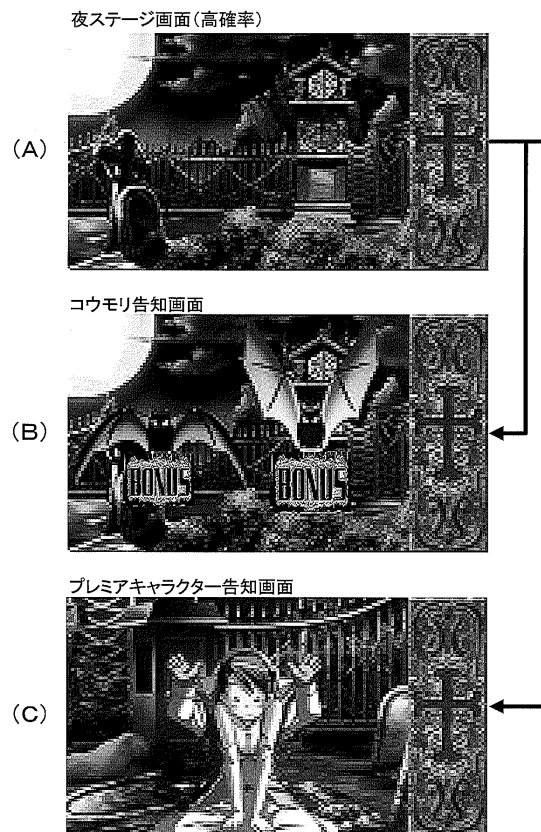 夜ステージ画面(高確率)
(A)
コウモリ告知画面
(B)
BONUS
BONUS
プレミアキャラクター告知画面
(C)